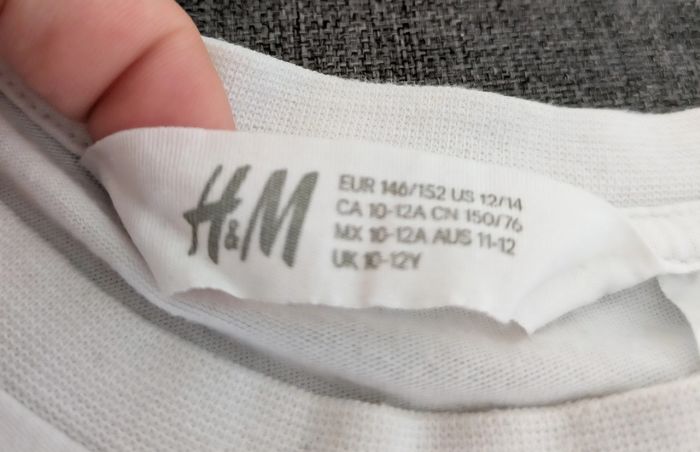 H&M
EUR 146/152 US 12/14
CA 10-12A CN 150/76
MX 10-12A AUS 11-12
UK 10-12Y